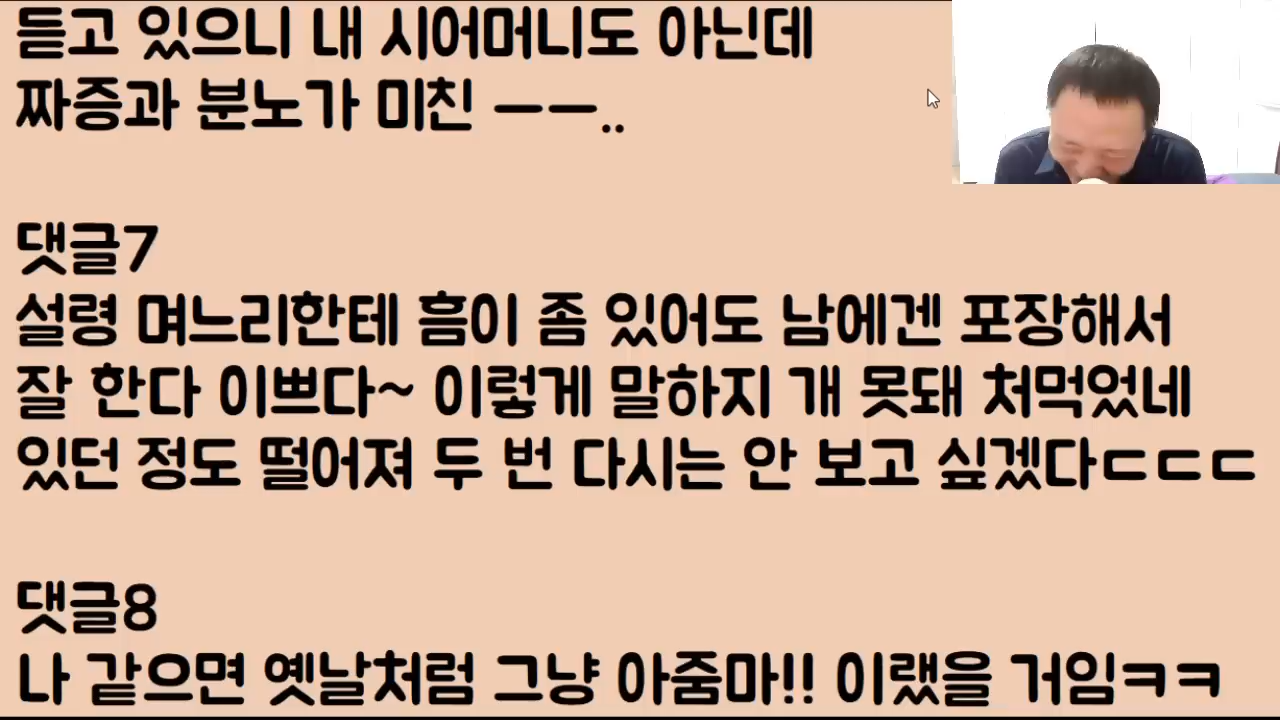 듣고 있으니 내 시어머니도 아닌데
짜증과 분노가 미친 ㅡㅡ..
댓글7
설령 며느리한테 흠이 좀 있어도 남에겐 포장해서
잘 한다 이쁘다~ 이렇게 말하지 개 못돼 처먹었네
있던 정도 떨어져 두 번 다시는 안 보고 싶겠다ㄷㄷㄷ
댓글8
나 같으면 옛날처럼 그냥 아줌마!! 이랬을 거임ㅋㅋ